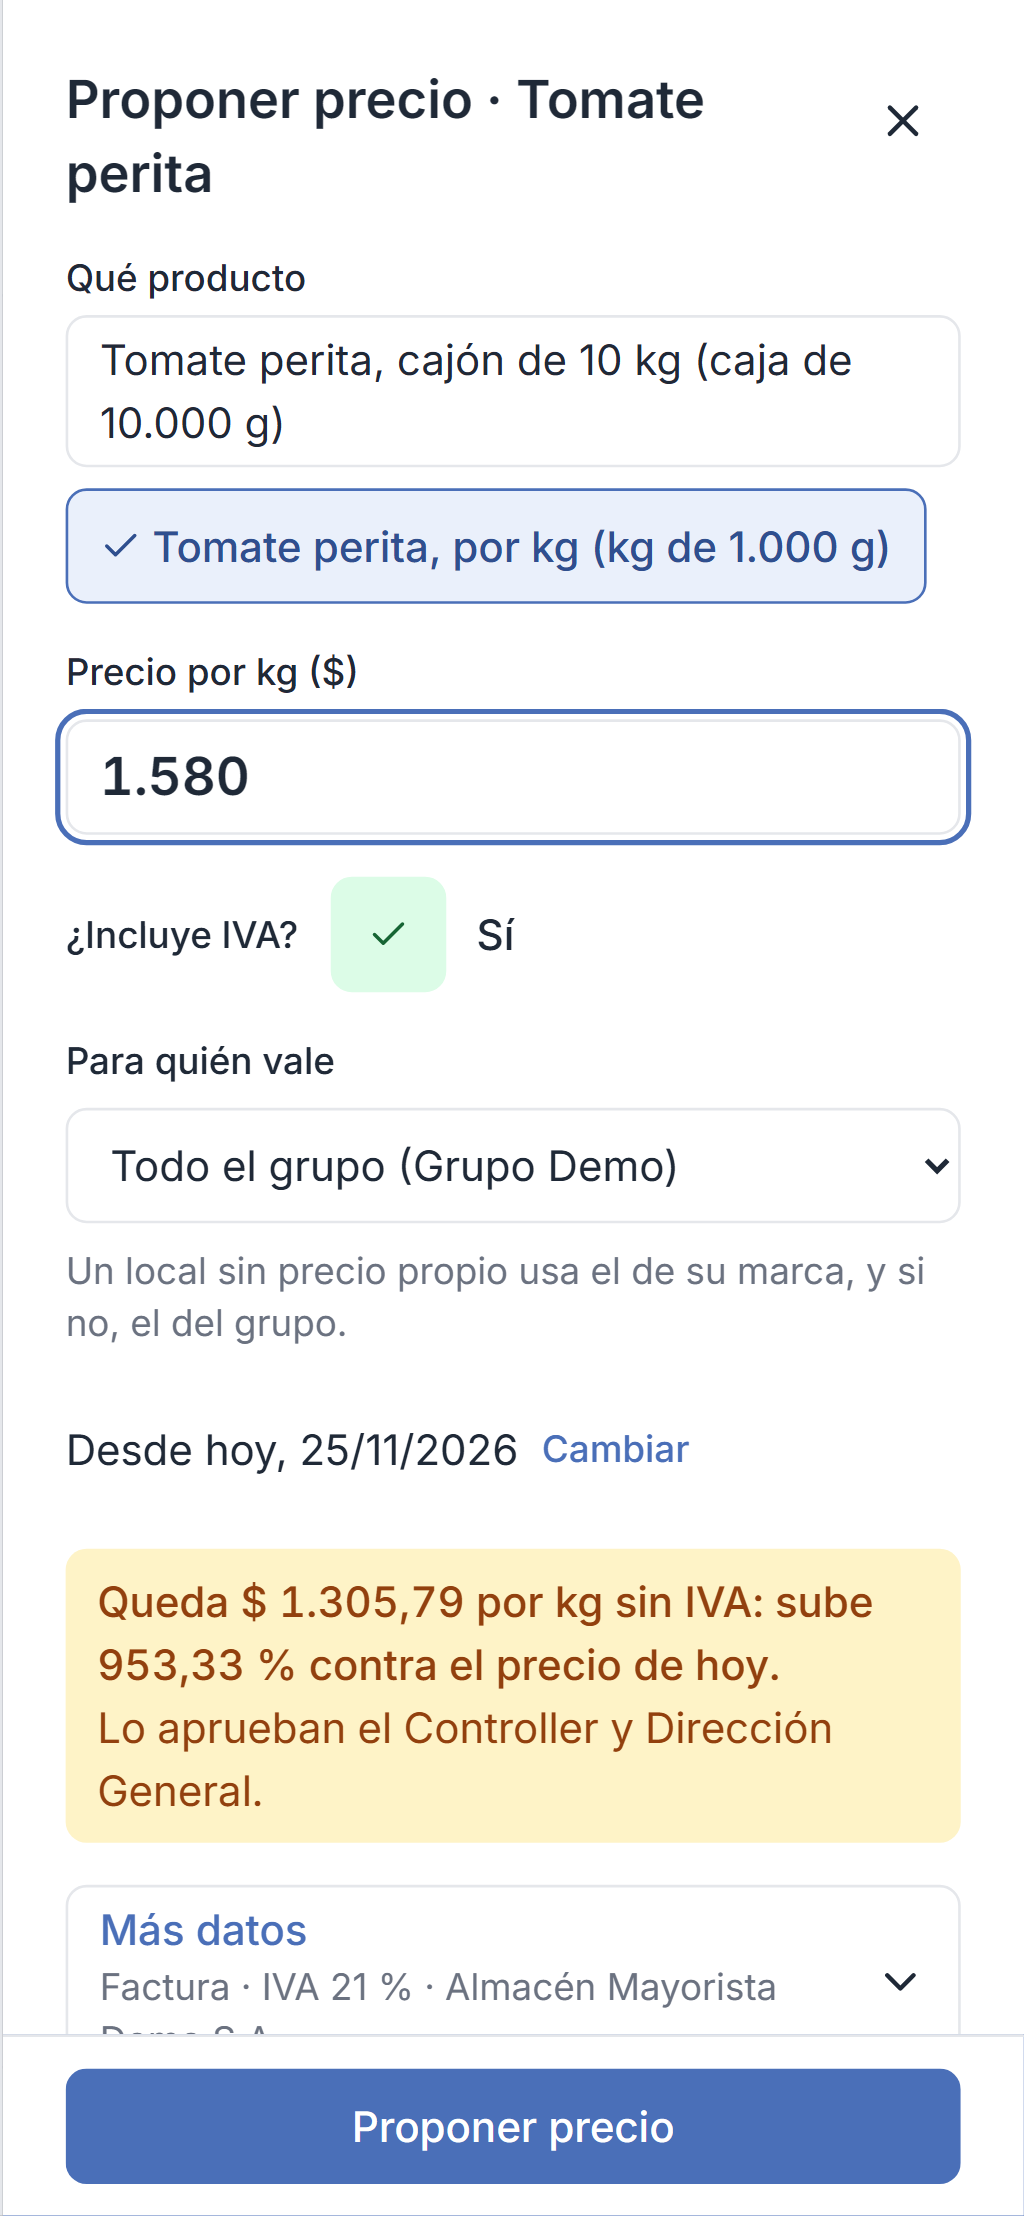 Proponer precio · Tomate
perita
Qué producto
Tomate perita, cajón de 10 kg (caja de
10.000 g)
Tomate perita, por kg (kg de 1.000 g)
Precio por kg ($)
1.580
¿Incluye IVA? Sí
Para quién vale
Todo el grupo (Grupo Demo)
Un local sin precio propio usa el de su marca, y si
no, el del grupo.
Desde hoy, 25/11/2026 Cambiar
Queda $ 1.305,79 por kg sin IVA: sube
953,33 % contra el precio de hoy.
Lo aprueban el Controller y Dirección
General.
Más datos
Factura · IVA 21 % · Almacén Mayorista
Proponer precio